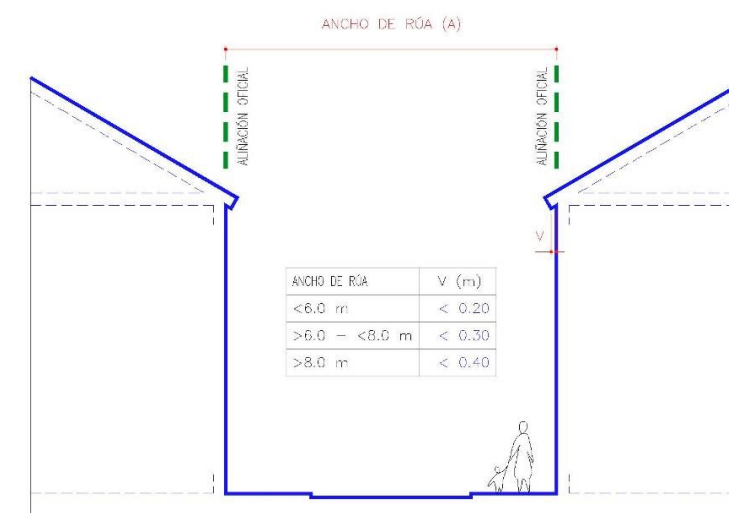 ANCHO DE RÚA (A)
ALIÑACIÓN OFICIAL
ALIÑACIÓN OFICIAL
V
ANCHO DE RÚA V (m)
<6.0 m < 0.20
>6.0 - <8.0 m < 0.30
>8.0 m < 0.40